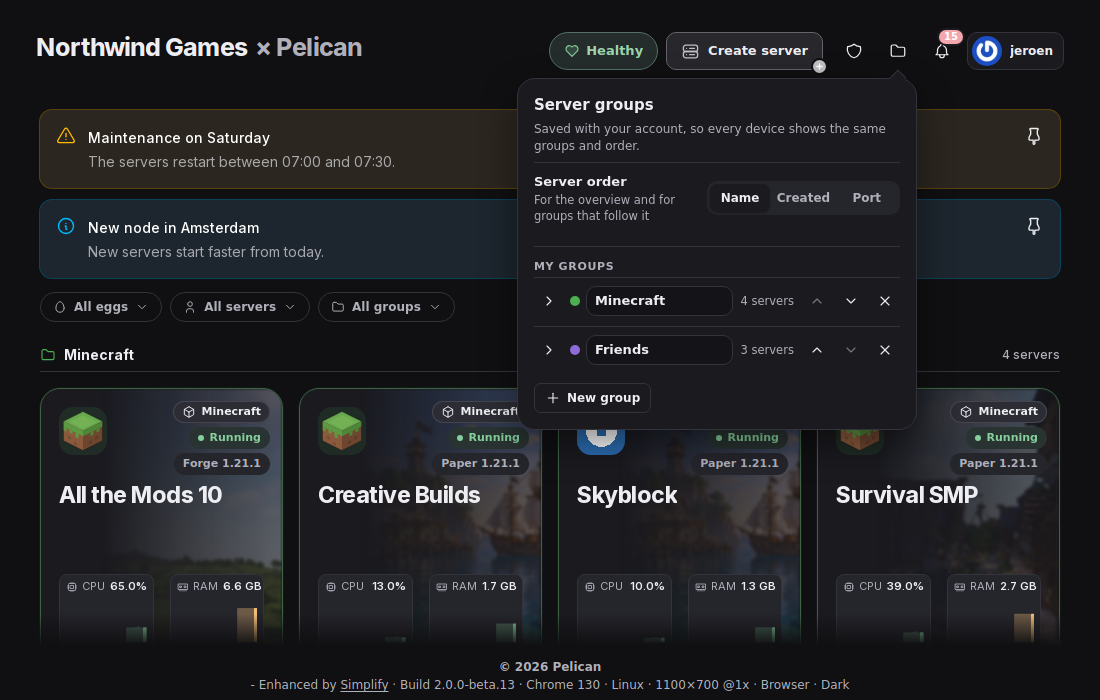 Northwind Games × Pelican
Healthy
Create server
15
jeroen
Maintenance on Saturday
The servers restart between 07:00 and 07:30.
New node in Amsterdam
New servers start faster from today.
Server groups
Saved with your account, so every device shows the same
groups and order.
Server order
For the overview and for
groups that follow it
Name Created Port
MY GROUPS
Minecraft 4 servers
Friends 3 servers
New group
All eggs All servers All groups
Minecraft 4 servers
Minecraft
Running
Forge 1.21.1
All the Mods 10
CPU 65.0% RAM 6.6 GB
Minecraft
Running
Paper 1.21.1
Creative Builds
CPU 13.0% RAM 1.7 GB
Running
Paper 1.21.1
Skyblock
CPU 10.0% RAM 1.3 GB
Minecraft
Running
Paper 1.21.1
Survival SMP
CPU 39.0% RAM 2.7 GB
© 2026 Pelican
- Enhanced by Simplify · Build 2.0.0-beta.13 · Chrome 130 · Linux · 1100×700 @1x · Browser · Dark